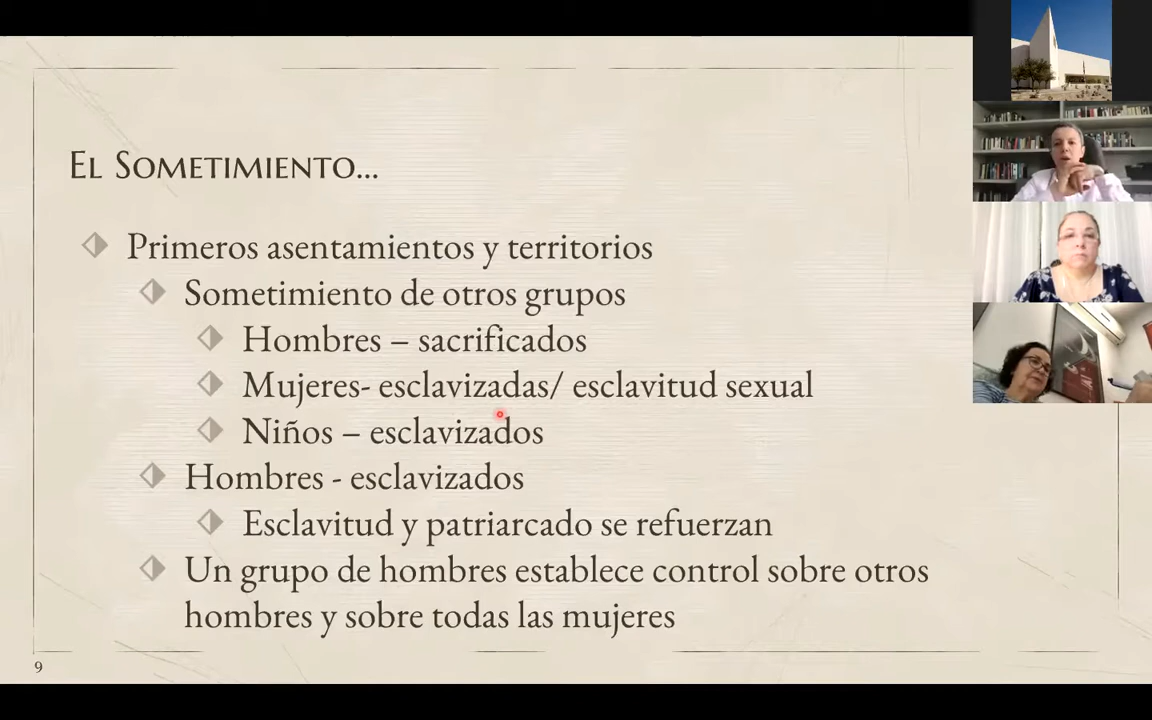 El Sometimiento...
Primeros asentamientos y territorios
Sometimiento de otros grupos
Hombres – sacrificados
Mujeres- esclavizadas/ esclavitud sexual
Niños – esclavizados
Hombres - esclavizados
Esclavitud y patriarcado se refuerzan
Un grupo de hombres establece control sobre otros
hombres y sobre todas las mujeres
9